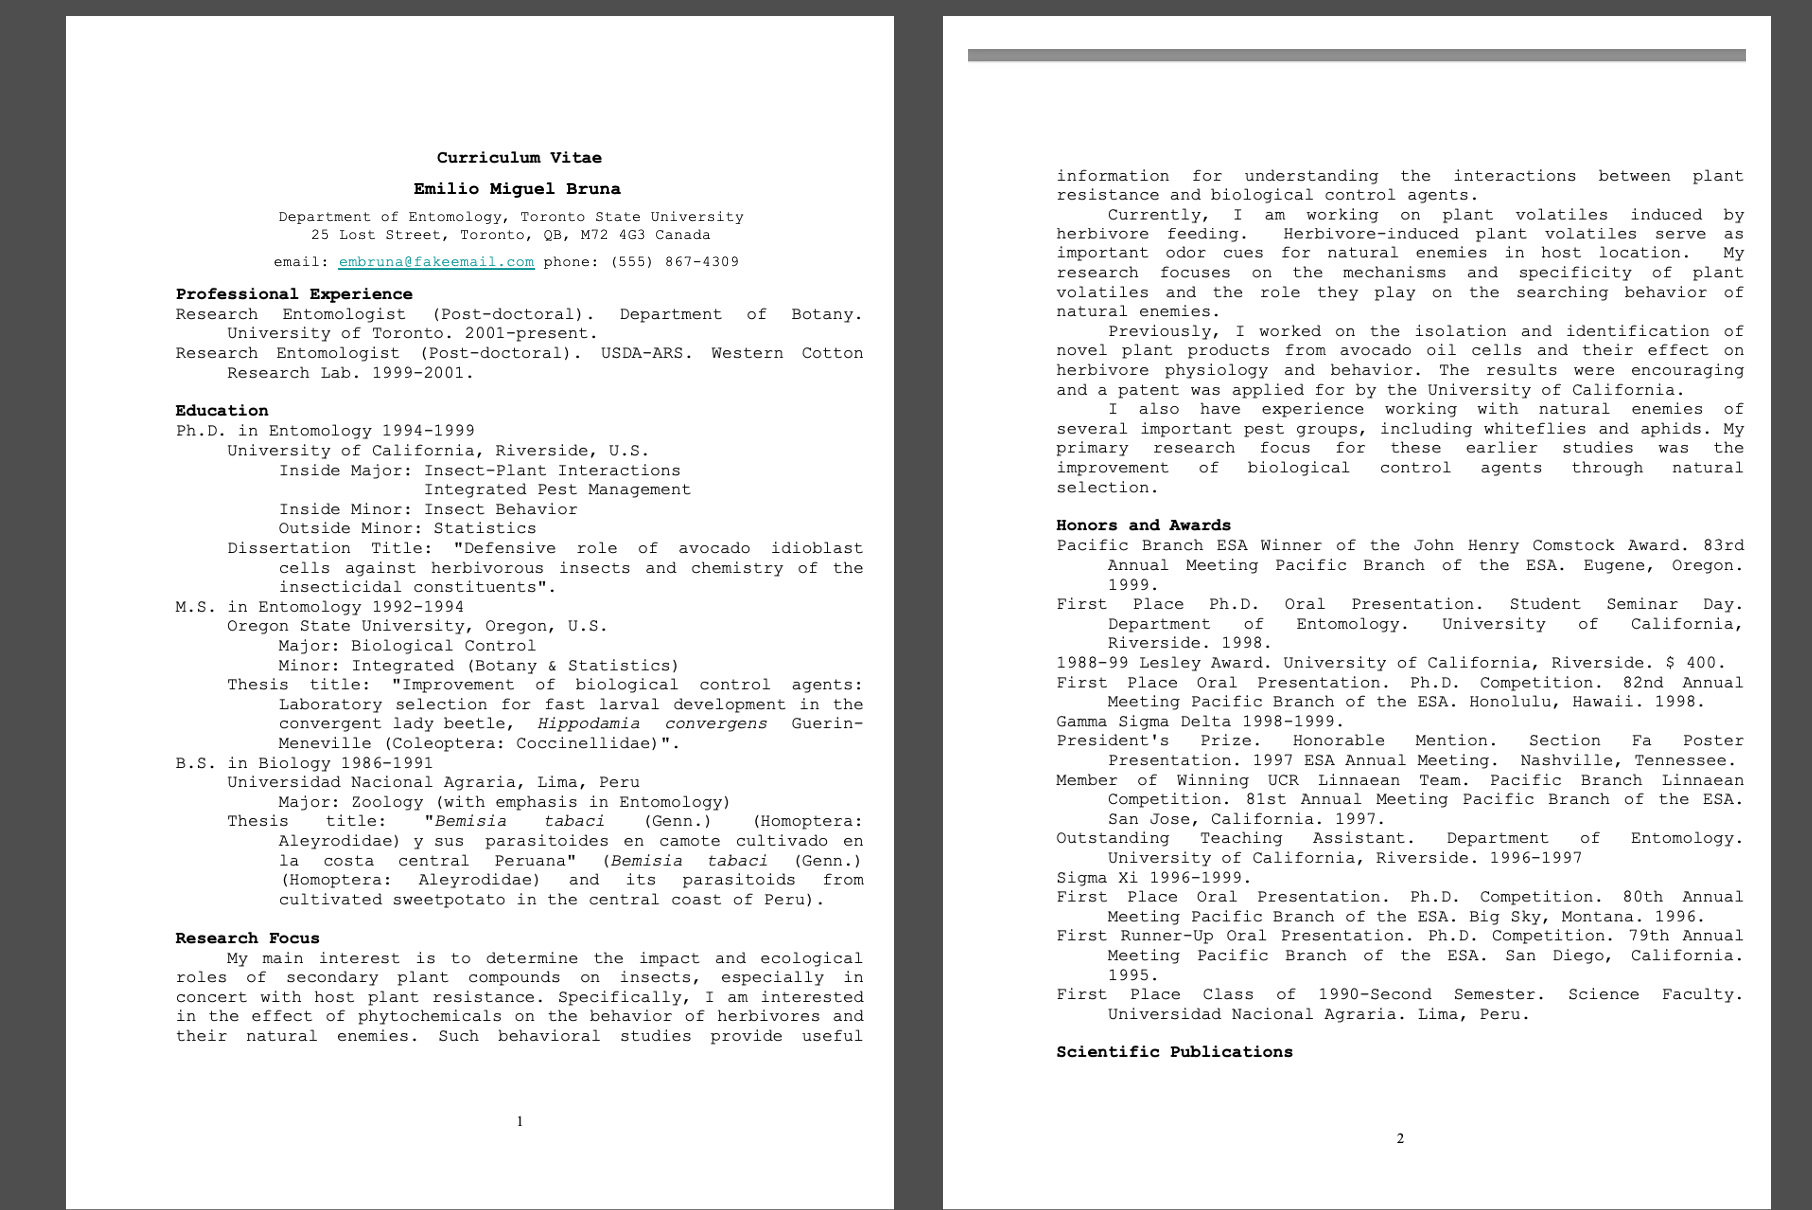 Curriculum Vitae
Emilio Miguel Bruna
Department of Entomology, Toronto State University
25 Lost Street, Toronto, QB, M72 4G3 Canada
email: embruna@fakeemail.com phone: (555) 867-4309
Professional Experience
Research Entomologist (Post-doctoral). Department of Botany.
University of Toronto. 2001-present.
Research Entomologist (Post-doctoral). USDA-ARS. Western Cotton
Research Lab. 1999-2001.
Education
Ph.D. in Entomology 1994-1999
University of California, Riverside, U.S.
Inside Major: Insect-Plant Interactions
Integrated Pest Management
Inside Minor: Insect Behavior
Outside Minor: Statistics
Dissertation Title: "Defensive role of avocado idioblast
cells against herbivorous insects and chemistry of the
insecticidal constituents".
M.S. in Entomology 1992-1994
Oregon State University, Oregon, U.S.
Major: Biological Control
Minor: Integrated (Botany & Statistics)
Thesis title: "Improvement of biological control agents:
Laboratory selection for fast larval development in the
convergent lady beetle, Hippodamia convergens Guerin-
Meneville (Coleoptera: Coccinellidae)".
B.S. in Biology 1986-1991
Universidad Nacional Agraria, Lima, Peru
Major: Zoology (with emphasis in Entomology)
Thesis title: "Bemisia tabaci (Genn.) (Homoptera:
Aleyrodidae) y sus parasitoides en camote cultivado en
la costa central Peruana" (Bemisia tabaci (Genn.)
(Homoptera: Aleyrodidae) and its parasitoids from
cultivated sweetpotato in the central coast of Peru).
Research Focus
My main interest is to determine the impact and ecological
roles of secondary plant compounds on insects, especially in
concert with host plant resistance. Specifically, I am interested
in the effect of phytochemicals on the behavior of herbivores and
their natural enemies. Such behavioral studies provide useful
1
information for understanding the interactions between plant
resistance and biological control agents.
Currently, I am working on plant volatiles induced by
herbivore feeding. Herbivore-induced plant volatiles serve as
important odor cues for natural enemies in host location. My
research focuses on the mechanisms and specificity of plant
volatiles and the role they play on the searching behavior of
natural enemies.
Previously, I worked on the isolation and identification of
novel plant products from avocado oil cells and their effect on
herbivore physiology and behavior. The results were encouraging
and a patent was applied for by the University of California.
I also have experience working with natural enemies of
several important pest groups, including whiteflies and aphids. My
primary research focus for these earlier studies was the
improvement of biological control agents through natural
selection.
Honors and Awards
Pacific Branch ESA Winner of the John Henry Comstock Award. 83rd
Annual Meeting Pacific Branch of the ESA. Eugene, Oregon.
1999.
First Place Ph.D. Oral Presentation. Student Seminar Day.
Department of Entomology. University of California,
Riverside. 1998.
1988-99 Lesley Award. University of California, Riverside. $ 400.
First Place Oral Presentation. Ph.D. Competition. 82nd Annual
Meeting Pacific Branch of the ESA. Honolulu, Hawaii. 1998.
Gamma Sigma Delta 1998-1999.
President's Prize. Honorable Mention. Section Fa Poster
Presentation. 1997 ESA Annual Meeting. Nashville, Tennessee.
Member of Winning UCR Linnaean Team. Pacific Branch Linnaean
Competition. 81st Annual Meeting Pacific Branch of the ESA.
San Jose, California. 1997.
Outstanding Teaching Assistant. Department of Entomology.
University of California, Riverside. 1996-1997
Sigma Xi 1996-1999.
First Place Oral Presentation. Ph.D. Competition. 80th Annual
Meeting Pacific Branch of the ESA. Big Sky, Montana. 1996.
First Runner-Up Oral Presentation. Ph.D. Competition. 79th Annual
Meeting Pacific Branch of the ESA. San Diego, California.
1995.
First Place Class of 1990-Second Semester. Science Faculty.
Universidad Nacional Agraria. Lima, Peru.
Scientific Publications
2